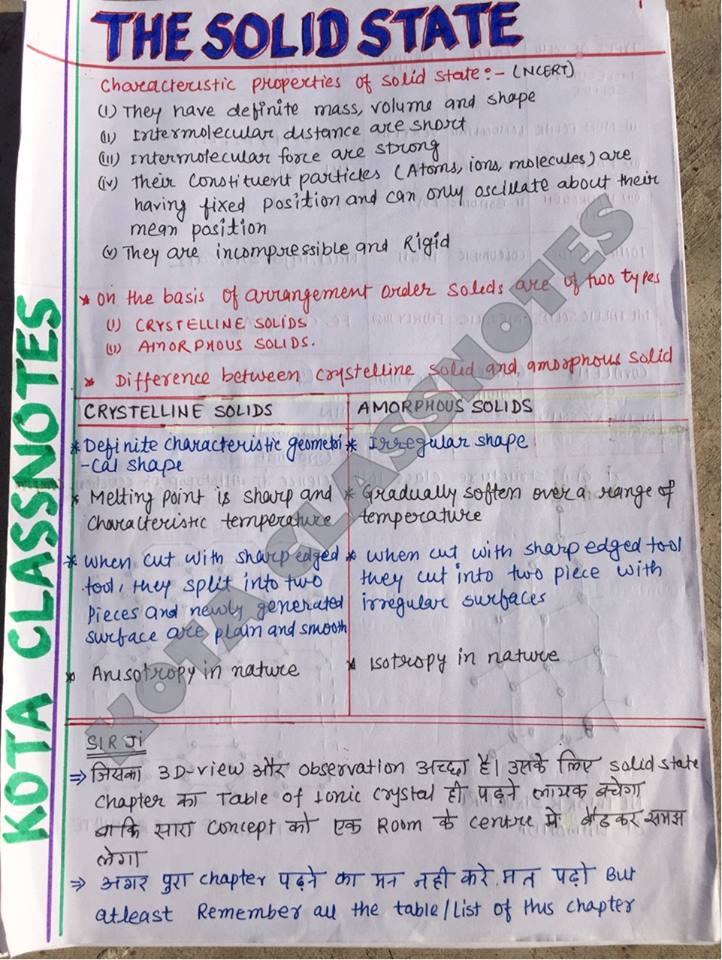 THE SOLID STATE
Characteristic properties of solid state:- (NCERT)
(i) They have definite mass, volume and shape
(ii) Intermolecular distance are short
(iii) Intermolecular force are strong
(iv) Their constituent particles (Atoms, ions, molecules) are
having fixed position and can only oscillate about their
mean position
(v) They are incompressible and Rigid
* on the basis of arrangement order solids are of two types
(i) CRYSTELLINE SOLIDS
(ii) AMORPHOUS SOLIDS.
* Difference between crystelline solid and amorphous solid
CRYSTELLINE SOLIDS
* Definite characteristic geometri
-cal shape
* Melting point is sharp and
characteristic temperature
* when cut with sharp edged
tool, they split into two
pieces and newly generated
surface are plain and smooth
* Anisotropy in nature
AMORPHOUS SOLIDS
* Irregular shape
* Gradually soften over a range of
temperature
* when cut with sharp edged tool
they cut into two piece with
irregular surfaces
* Isotropy in nature
SIR Ji
⇒ जिसका 3D-view और observation अच्छा है। उसके लिए solid state
chapter का Table of Ionic Crystal ही पढ़ने लायक बचेगा
बाकि सारा concept को एक Room के centre में बैठ कर समझ
लेगा
⇒ अगर पुरा chapter पढ़ने का मन नही करे मत पढ़ो But
atleast Remember all the table/list of this chapter
KOTA CLASSNOTES
KOTA CLASSNOTES